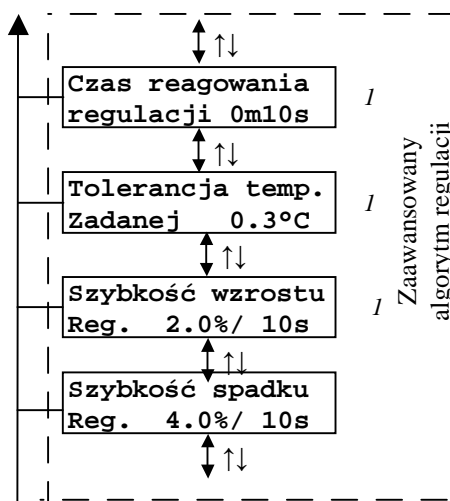 ↑↓
Czas reagowania
regulacji 0m10s
1
↑↓
Tolerancja temp.
Zadanej 0.3°C
1
↑↓
Szybkość wzrostu
Reg. 2.0%/ 10s
1
↑↓
Szybkość spadku
Reg. 4.0%/ 10s
↑↓
Zaawansowany
algorytm regulacji